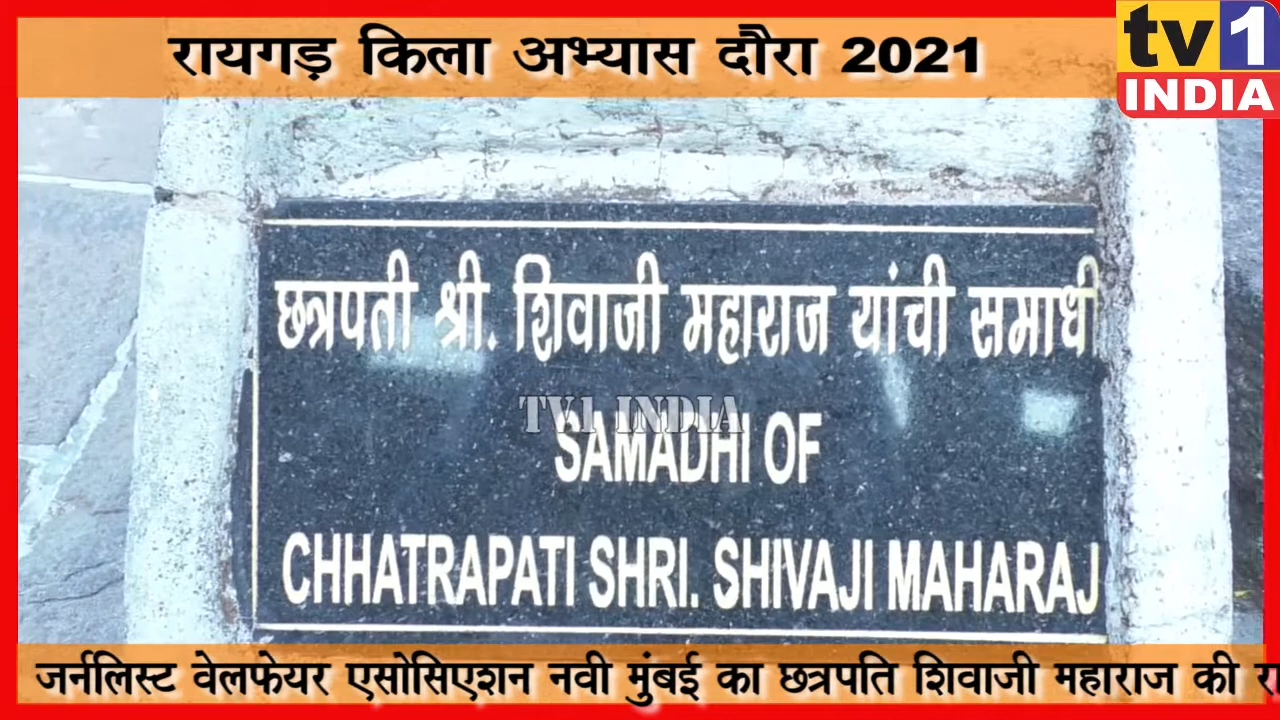 रायगड़ किला अभ्यास दौरा 2021
tv1
INDIA
छत्रपती श्री. शिवाजी महाराज यांची समाधी
TV1 INDIA
SAMADHI OF
CHHATRAPATI SHRI. SHIVAJI MAHARAJ
जर्नलिस्ट वेलफेयर एसोसिएशन नवी मुंबई का छत्रपति शिवाजी महाराज की